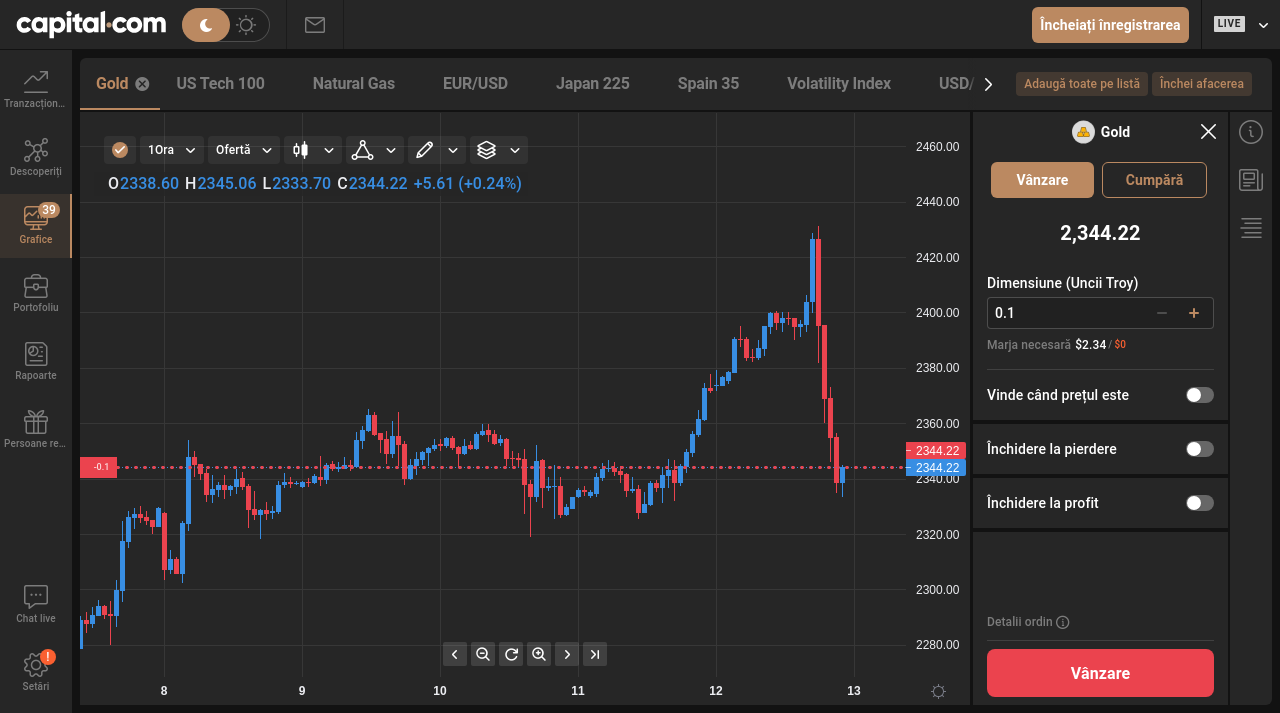 capital.com
Încheiați înregistrarea
LIVE
Tranzacțion...
Descoperiți
39
Grafice
Portofoliu
Rapoarte
Persoane re...
Chat live
!
Setări
Gold
US Tech 100
Natural Gas
EUR/USD
Japan 225
Spain 35
Volatility Index
USD/
Adaugă toate pe listă
Închei afacerea
1Ora
Ofertă
O2338.60 H2345.06 L2333.70 C2344.22 +5.61 (+0.24%)
2460.00
2440.00
2420.00
2400.00
2380.00
2360.00
2344.22
2344.22
2340.00
2320.00
2300.00
2280.00
-0.1
8
9
10
11
12
13
Gold
Vânzare
Cumpără
2,344.22
Dimensiune (Uncii Troy)
0.1
Marja necesară $2.34 / $0
Vinde când prețul este
Închidere la pierdere
Închidere la profit
Detalii ordin
Vânzare